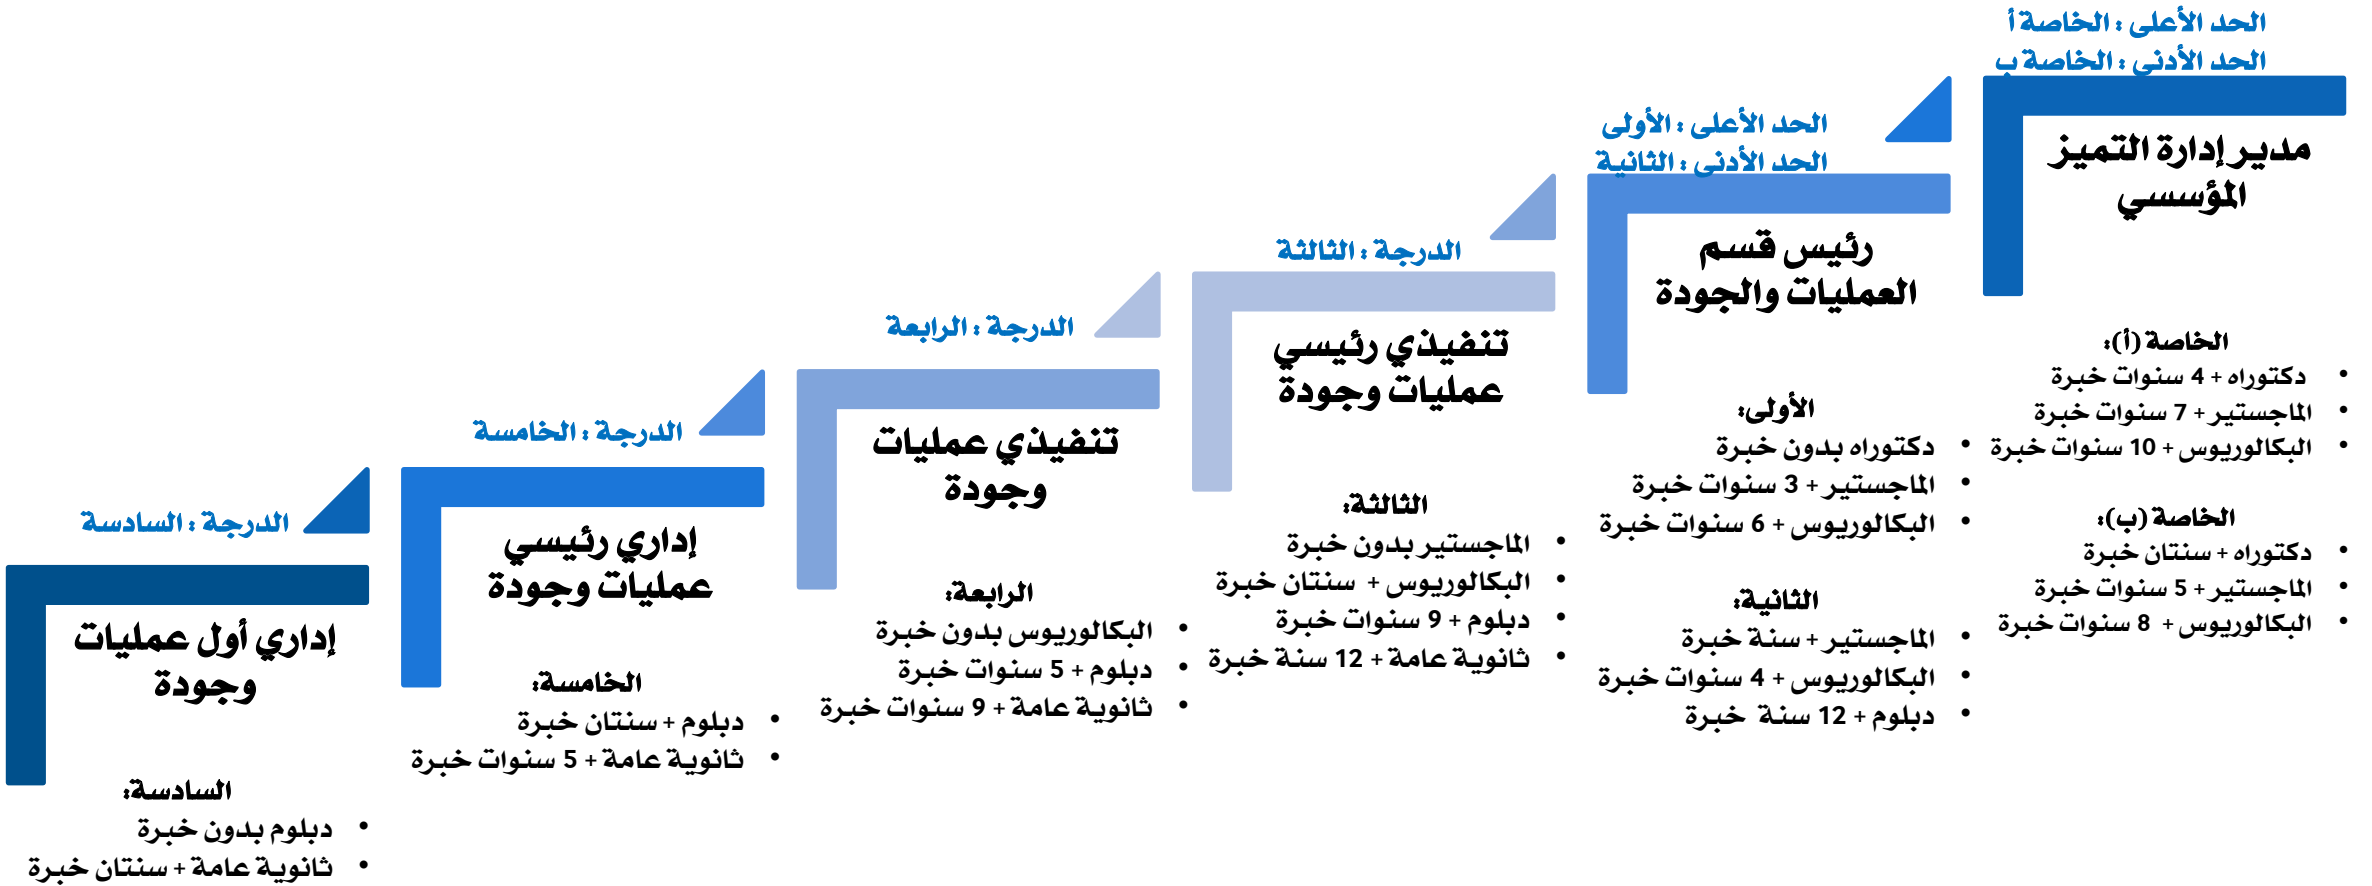 الحد الأعلى : الخاصة أ
الحد الأدنى : الخاصة ب
مدير إدارة التميز
المؤسسي
الخاصة (أ):
• دكتوراه + 4 سنوات خبرة
• الماجستير + 7 سنوات خبرة
• البكالوريوس + 10 سنوات خبرة
الخاصة (ب):
• دكتوراه + سنتان خبرة
• الماجستير + 5 سنوات خبرة
• البكالوريوس + 8 سنوات خبرة
الحد الأعلى : الأولى
الحد الأدنى : الثانية
رئيس قسم
العمليات والجودة
الأولى:
• دكتوراه بدون خبرة
• الماجستير + 3 سنوات خبرة
• البكالوريوس + 6 سنوات خبرة
الثانية:
• الماجستير + سنة خبرة
• البكالوريوس + 4 سنوات خبرة
• دبلوم + 12 سنة خبرة
الدرجة : الثالثة
تنفيذي رئيسي
عمليات وجودة
الثالثة:
• الماجستير بدون خبرة
• البكالوريوس + سنتان خبرة
• دبلوم + 9 سنوات خبرة
• ثانوية عامة + 12 سنة خبرة
الدرجة : الرابعة
تنفيذي عمليات
وجودة
الرابعة:
• البكالوريوس بدون خبرة
• دبلوم + 5 سنوات خبرة
• ثانوية عامة + 9 سنوات خبرة
الدرجة : الخامسة
إداري رئيسي
عمليات وجودة
الخامسة:
• دبلوم + سنتان خبرة
• ثانوية عامة + 5 سنوات خبرة
الدرجة : السادسة
إداري أول عمليات
وجودة
السادسة:
• دبلوم بدون خبرة
• ثانوية عامة + سنتان خبرة